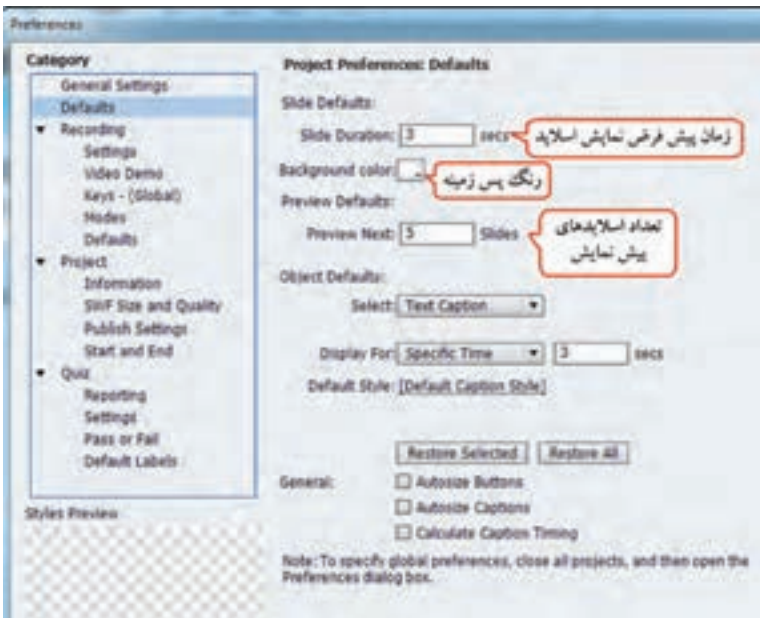 Preferences
Category
General Settings
Defaults
Recording
Settings
Video Demo
Keys - (Global)
Modes
Defaults
Project
Information
SWF Size and Quality
Publish Settings
Start and End
Quiz
Reporting
Settings
Pass or Fail
Default Labels
Styles Preview
Project Preferences: Defaults
Slide Defaults:
Slide Duration: 3 secs
زمان پیش فرض نمایش اسلاید
Background color:
رنگ پس زمینه
Preview Defaults:
Preview Next: 5 Slides
تعداد اسلایدهای
پیش نمایش
Object Defaults:
Select: Text Caption
Display For: Specific Time 3 secs
Default Style: [Default Caption Style]
Restore Selected Restore All
General:
Autosize Buttons
Autosize Captions
Calculate Caption Timing
Note: To specify global preferences, close all projects, and then open the
Preferences dialog box.